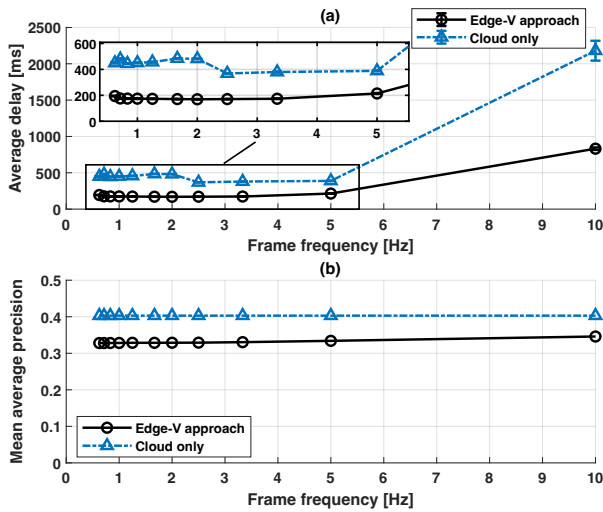 (a)
Edge-V approach
Cloud only
Average delay [ms]
2500
2000
1500
1000
500
0
600
400
200
0
1
2
3
4
5
0 1 2 3 4 5 6 7 8 9 10
Frame frequency [Hz]
(b)
Mean average precision
0.5
0.4
0.3
0.2
0.1
0
Edge-V approach
Cloud only
0 1 2 3 4 5 6 7 8 9 10
Frame frequency [Hz]